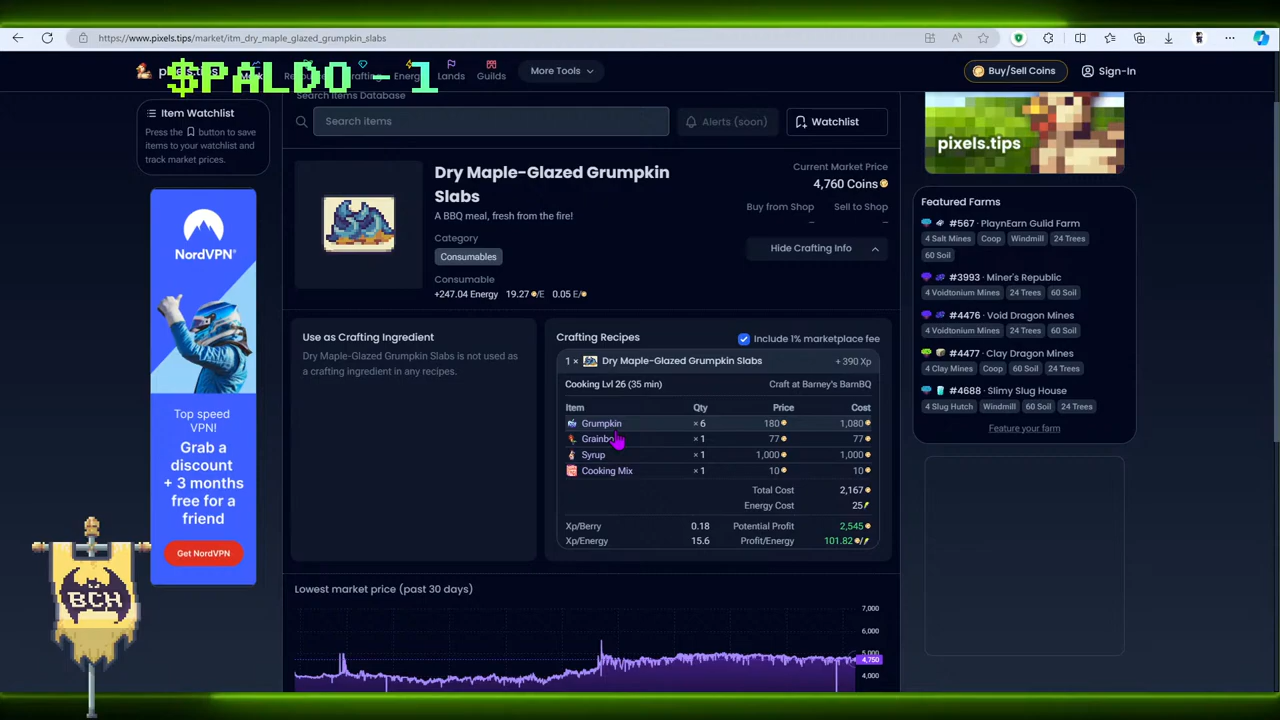 https://www.pixels.tips/market/itm_dry_maple_glazed_grumpkin_slabs
$PALDO -1
pixels.tips
Energy
Lands
Guilds
More Tools
Buy/Sell Coins
Sign-In
Search Items Database
Search items
Alerts (soon)
Watchlist
Item Watchlist
Press the button to save
items to your watchlist and
track market prices.
NordVPN®
Top speed
VPN!
Grab a
discount
+ 3 months
free for a
friend
Get NordVPN
BCH
Dry Maple-Glazed Grumpkin
Slabs
A BBQ meal, fresh from the fire!
Category
Consumables
Consumable
+247.04 Energy 19.27 /E 0.05 E/
Current Market Price
4,760 Coins
Buy from Shop Sell to Shop
– –
Hide Crafting Info
Use as Crafting Ingredient
Dry Maple-Glazed Grumpkin Slabs is not used as
a crafting ingredient in any recipes.
Crafting Recipes
Include 1% marketplace fee
1 × Dry Maple-Glazed Grumpkin Slabs + 390 Xp
Cooking Lvl 26 (35 min) Craft at Barney's BarnBQ
Item Qty Price Cost
Grumpkin × 6 180 1,080
Grainbo × 1 77 77
Syrup × 1 1,000 1,000
Cooking Mix × 1 10 10
Total Cost 2,167
Energy Cost 25
Xp/Berry 0.18 Potential Profit 2,545
Xp/Energy 15.6 Profit/Energy 101.82 /
Lowest market price (past 30 days)
7,000
6,000
5,000
4,750
4,000
pixels.tips
Featured Farms
#567 · PlaynEarn Guild Farm
4 Salt Mines Coop Windmill 24 Trees
60 Soil
#3993 · Miner's Republic
4 Voidtonium Mines 24 Trees 60 Soil
#4476 · Void Dragon Mines
4 Voidtonium Mines 24 Trees 60 Soil
#4477 · Clay Dragon Mines
4 Clay Mines Coop 60 Soil 24 Trees
#4688 · Slimy Slug House
4 Slug Hutch Windmill 60 Soil 24 Trees
Feature your farm